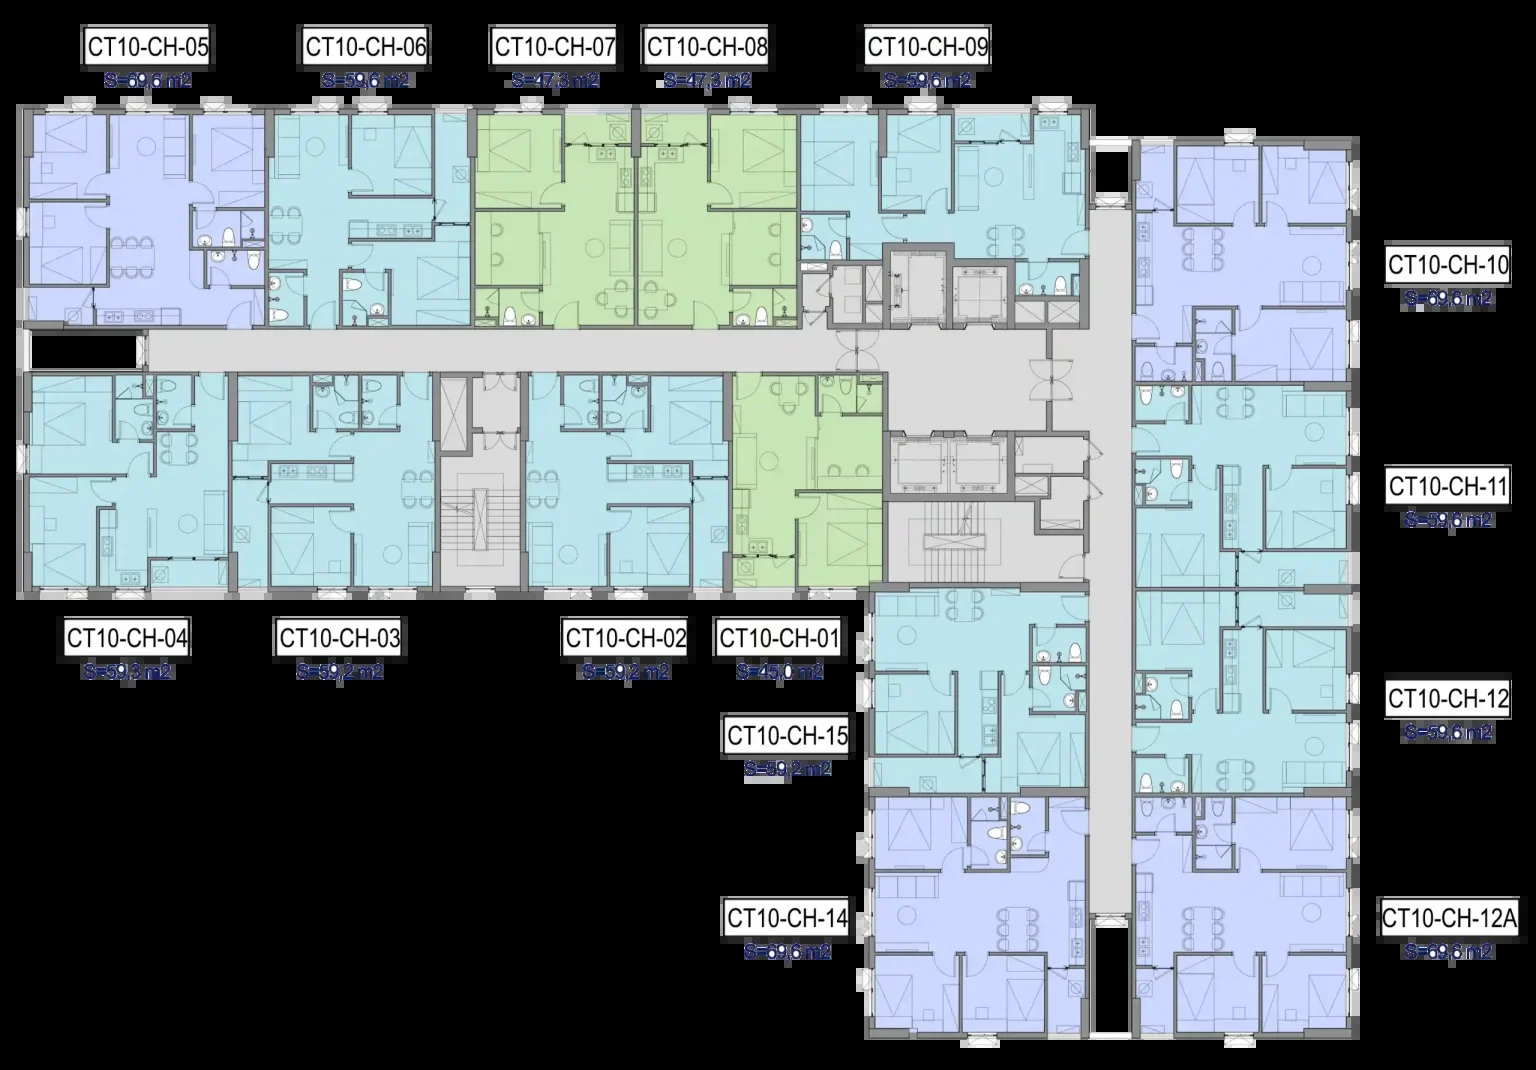 CT10-CH-05
S=69,6 m2
CT10-CH-06
S=59,6 m2
CT10-CH-07
S=47,3 m2
CT10-CH-08
S=47,3 m2
CT10-CH-09
S=59,6 m2
CT10-CH-10
S=69,6 m2
CT10-CH-11
S=59,6 m2
CT10-CH-04
S=59,3 m2
CT10-CH-03
S=59,2 m2
CT10-CH-02
S=59,2 m2
CT10-CH-01
S=45,0 m2
CT10-CH-12
S=59,6 m2
CT10-CH-15
S=59,2 m2
CT10-CH-14
S=69,6 m2
CT10-CH-12A
S=69,6 m2